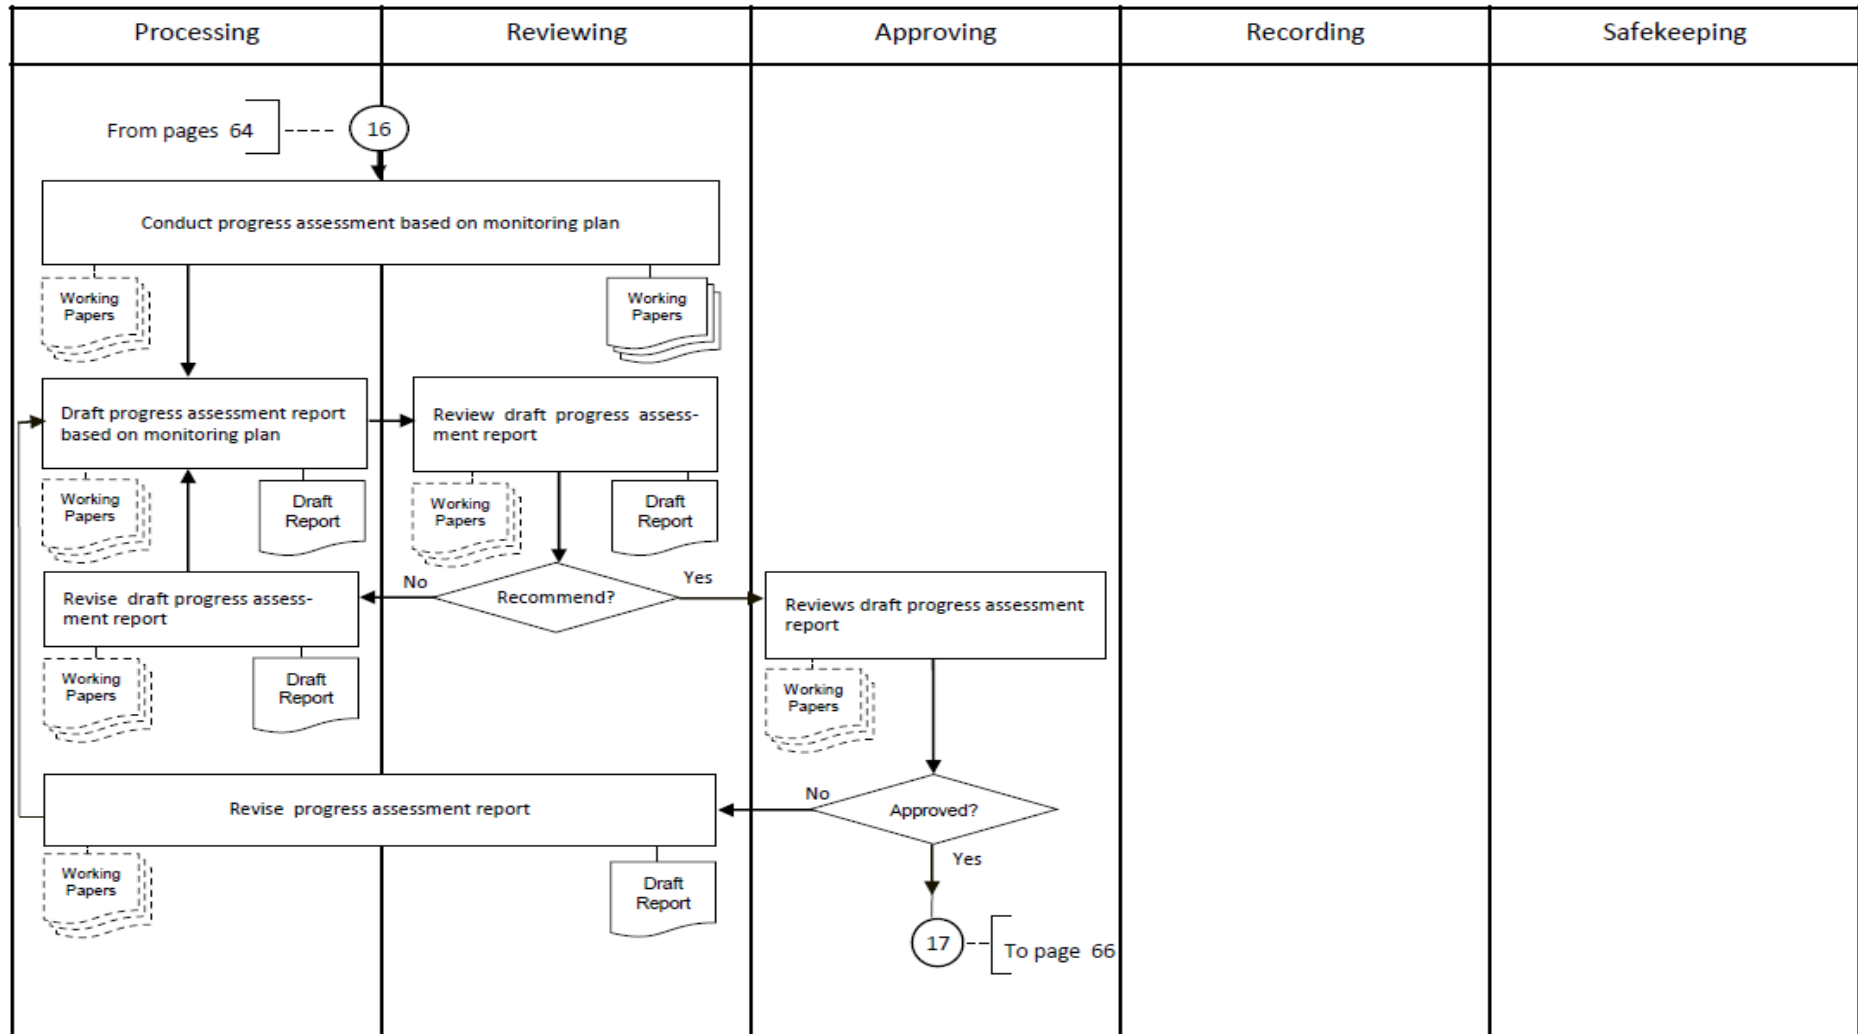 Processing
Reviewing
Approving
Recording
Safekeeping
From pages 64
16
Conduct progress assessment based on monitoring plan
Working
Papers
Working
Papers
Draft progress assessment report
based on monitoring plan
Review draft progress assess-
ment report
Working
Papers
Draft
Report
Working
Papers
Draft
Report
No
Recommend?
Yes
Revise draft progress assess-
ment report
Reviews draft progress assessment
report
Working
Papers
Draft
Report
Working
Papers
Revise progress assessment report
No
Approved?
Yes
Working
Papers
Draft
Report
17
To page 66